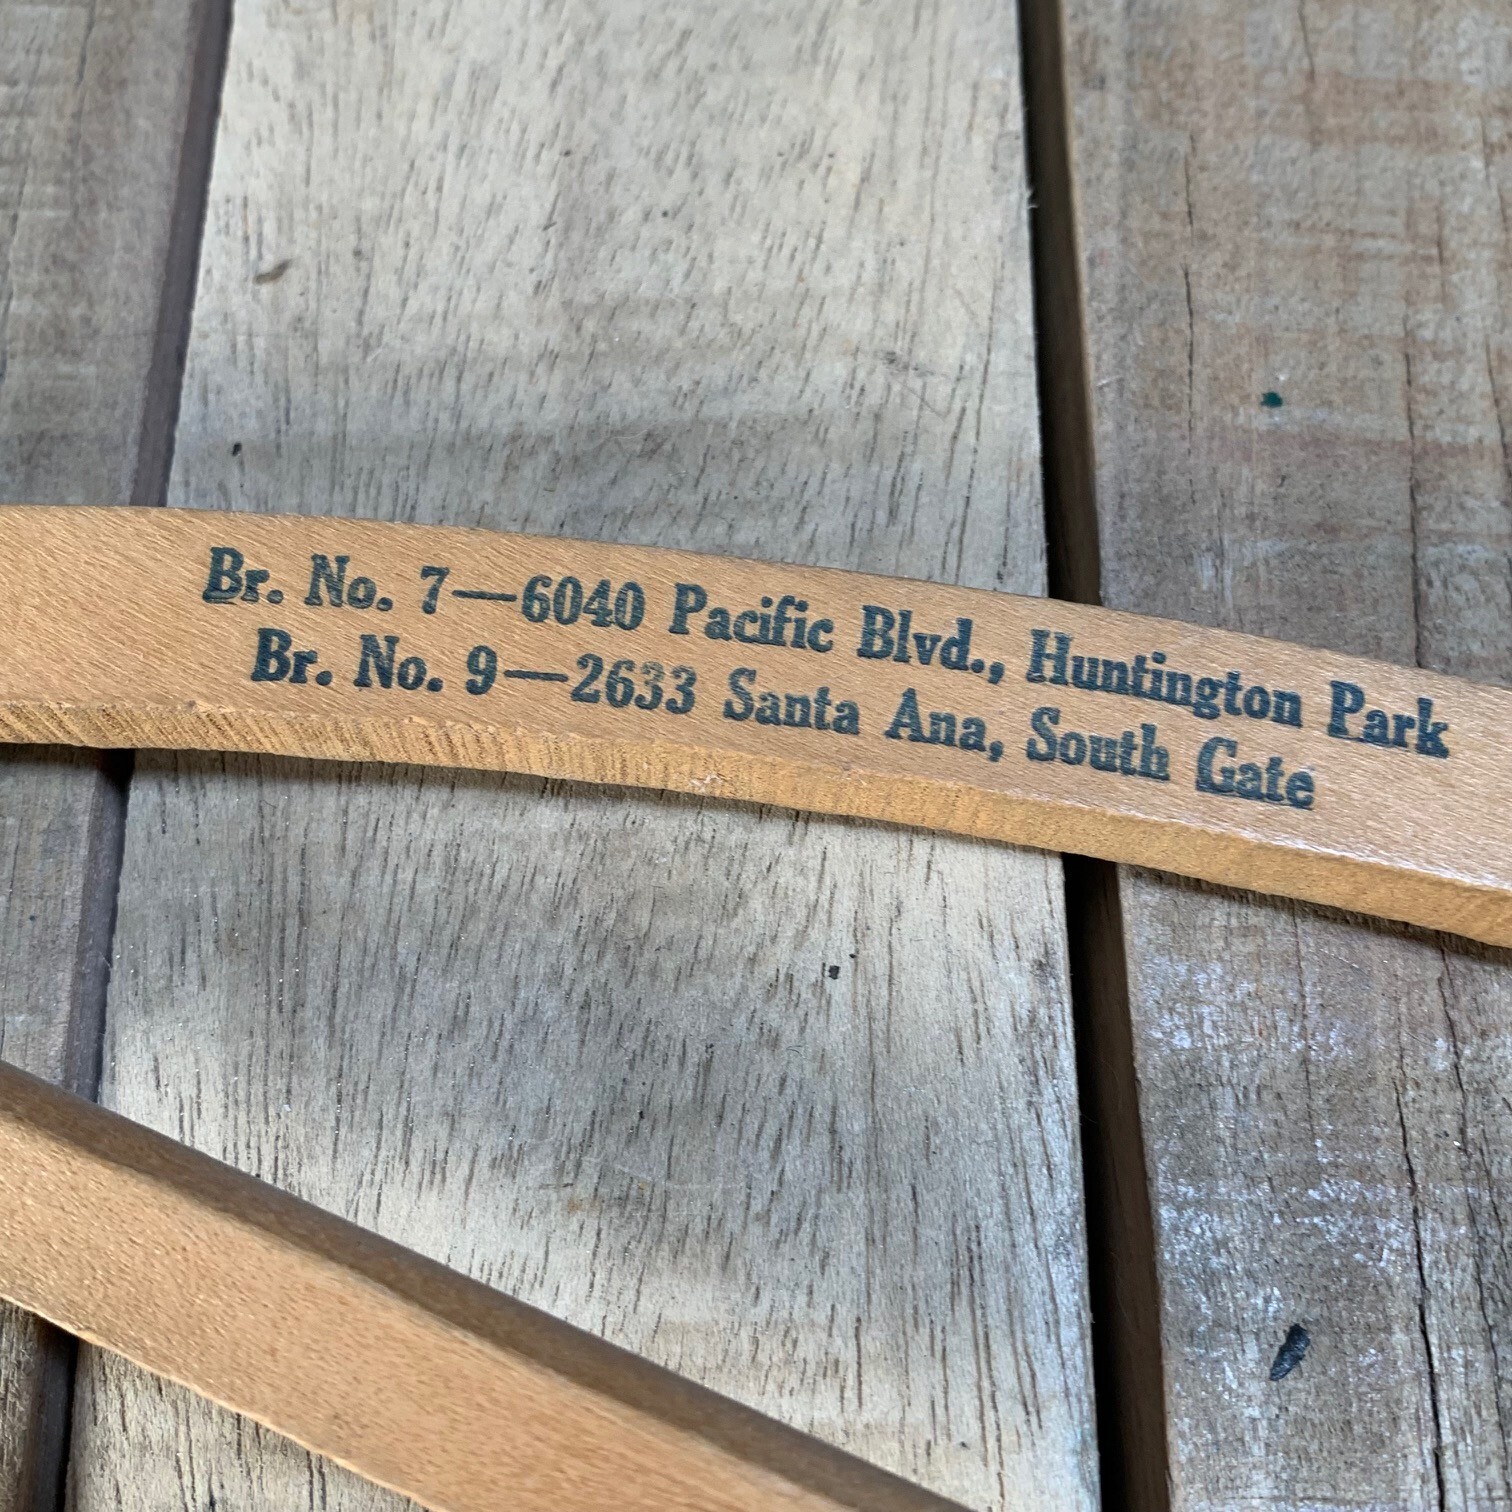 Br. No. 7—6040 Pacific Blvd., Huntington Park
Br. No. 9—2633 Santa Ana, South Gate